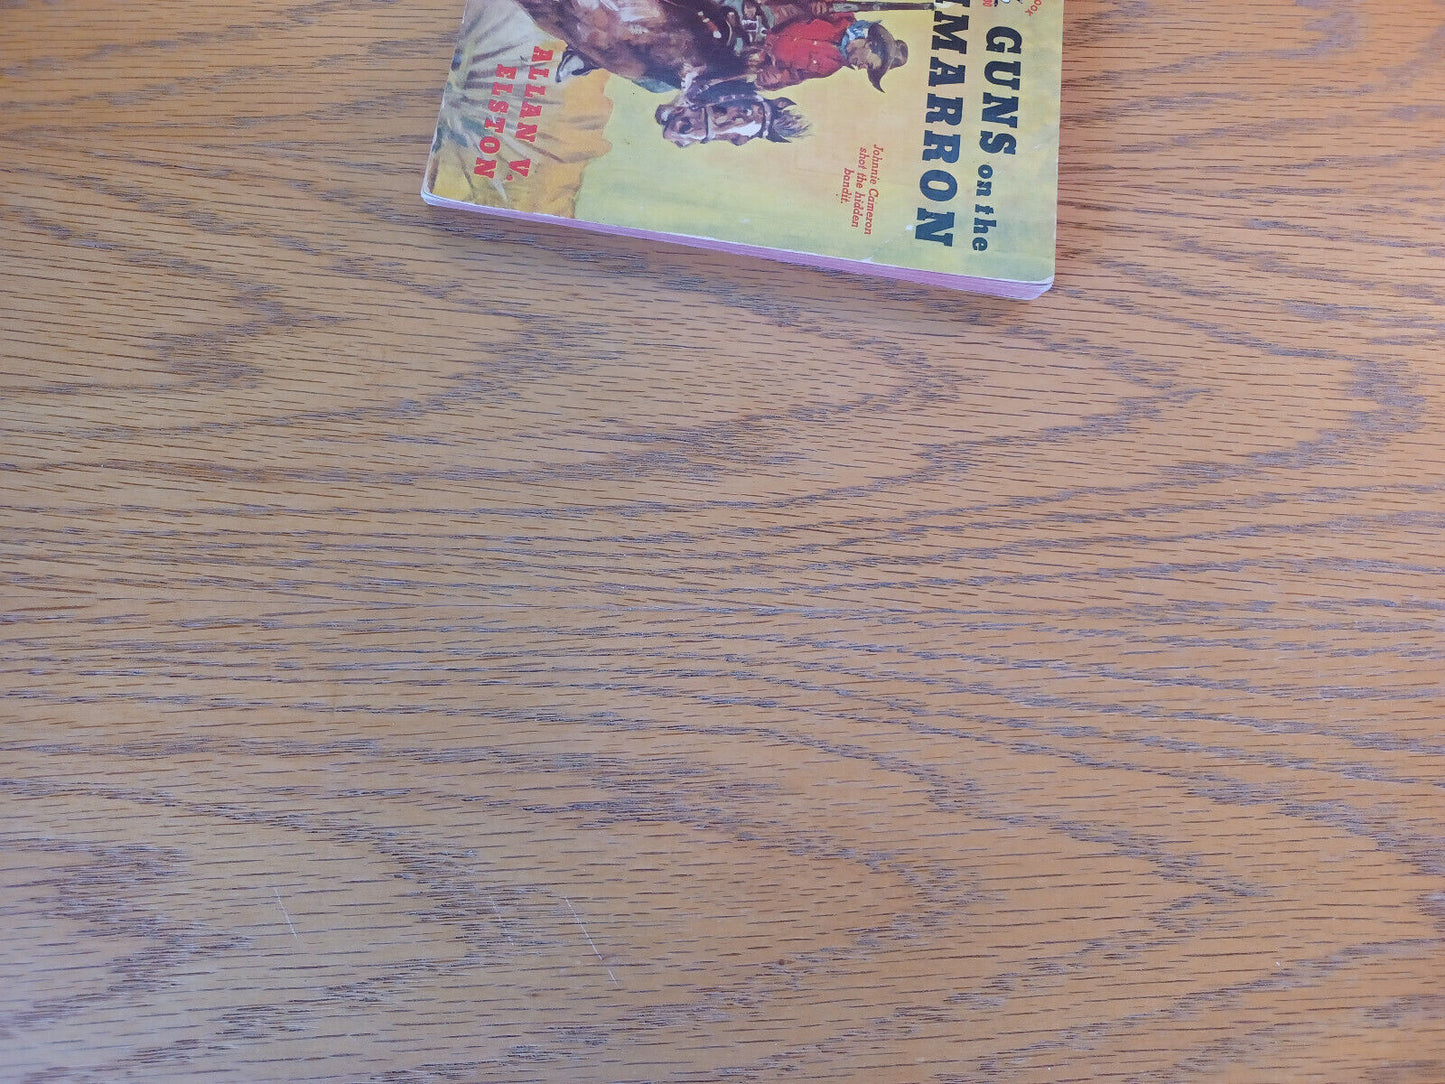 GUNS on the
MARRON
Johnnie Cameron
shot the hidden
bandit.
ALLAN V.
ELSTON